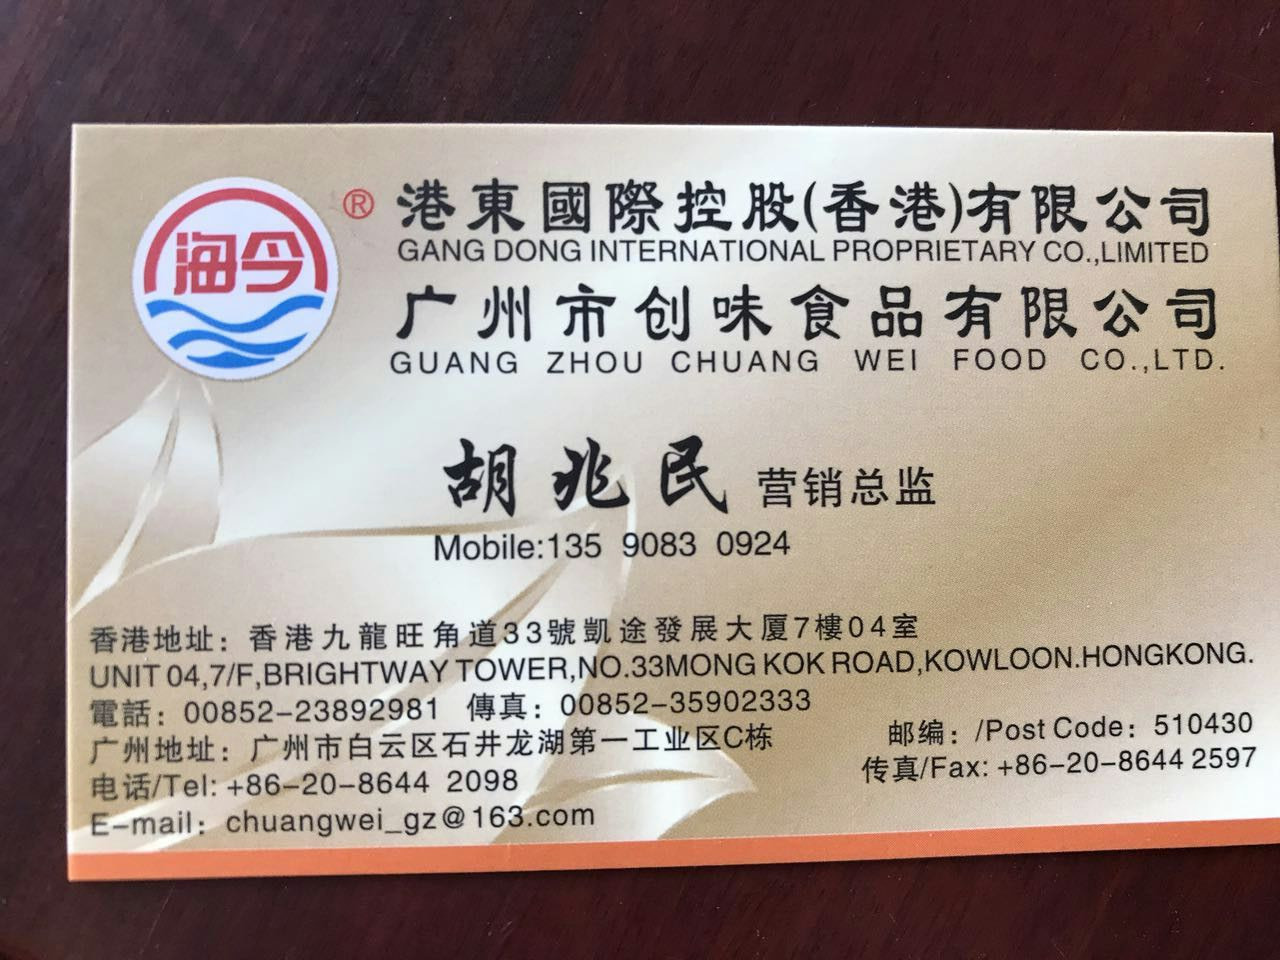 海今 ®
港東國際控股(香港)有限公司
GANG DONG INTERNATIONAL PROPRIETARY CO.,LIMITED
广州市创味食品有限公司
GUANG ZHOU CHUANG WEI FOOD CO.,LTD.
胡兆民 营销总监
Mobile:135 9083 0924
香港地址：香港九龍旺角道33號凱途發展大厦7樓04室
UNIT 04,7/F,BRIGHTWAY TOWER,NO.33MONG KOK ROAD,KOWLOON.HONGKONG.
電話：00852-23892981 傳真：00852-35902333
广州地址：广州市白云区石井龙湖第一工业区C栋 邮编：/Post Code：510430
电话/Tel: +86-20-8644 2098 传真/Fax: +86-20-8644 2597
E-mail：chuangwei_gz@163.com